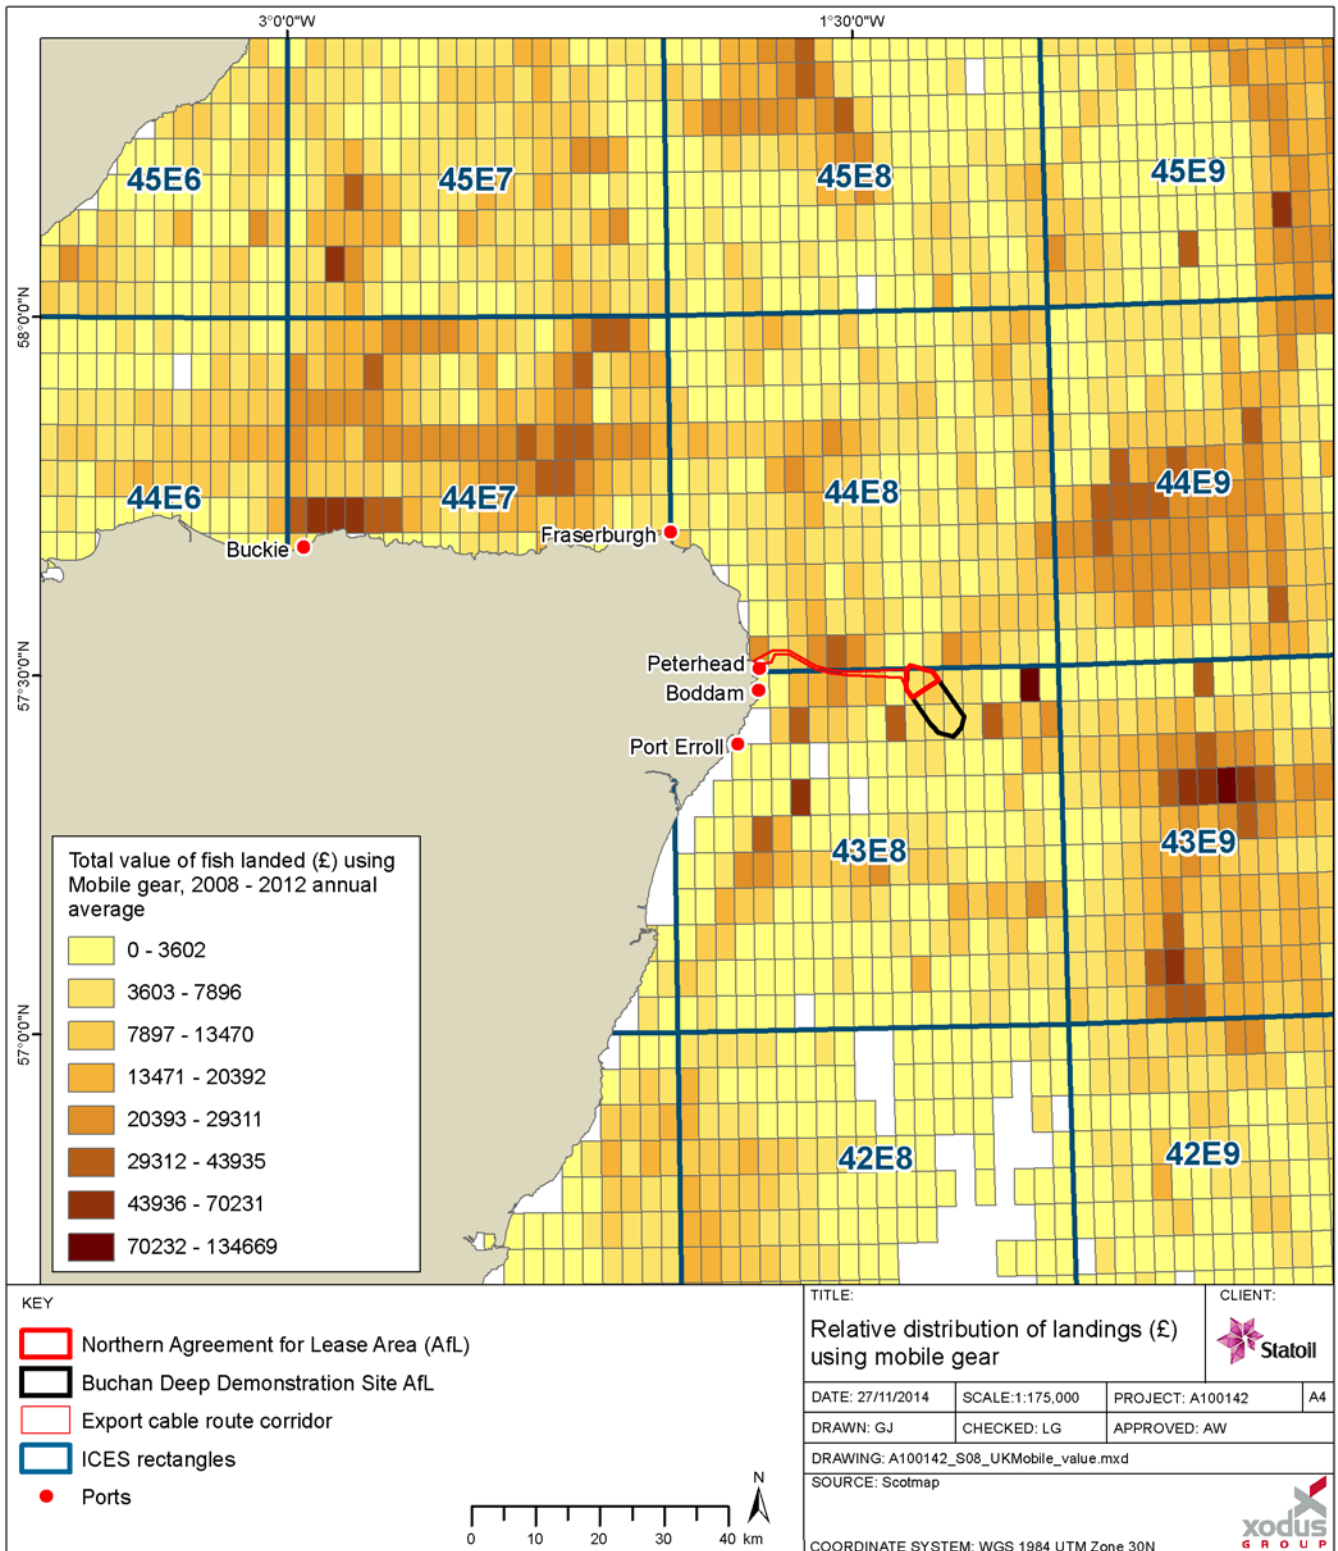 3°0'0"W
1°30'0"W
45E6
45E7
45E8
45E9
58°0'0"N
44E6
44E7
44E8
44E9
Buckie
Fraserburgh
57°30'0"N
Peterhead
Boddam
Port Erroll
43E8
43E9
57°0'0"N
42E8
42E9
Total value of fish landed (£) using
Mobile gear, 2008 - 2012 annual
average
0 - 3602
3603 - 7896
7897 - 13470
13471 - 20392
20393 - 29311
29312 - 43935
43936 - 70231
70232 - 134669
KEY
Northern Agreement for Lease Area (AfL)
Buchan Deep Demonstration Site AfL
Export cable route corridor
ICES rectangles
Ports
N
0 10 20 30 40 km
TITLE:
Relative distribution of landings (£)
using mobile gear
CLIENT:
Statoil
DATE: 27/11/2014 SCALE:1:175,000 PROJECT: A100142 A4
DRAWN: GJ CHECKED: LG APPROVED: AW
DRAWING: A100142_S08_UKMobile_value.mxd
SOURCE: Scotmap
xodus
GROUP
COORDINATE SYSTEM: WGS 1984 UTM Zone 30N